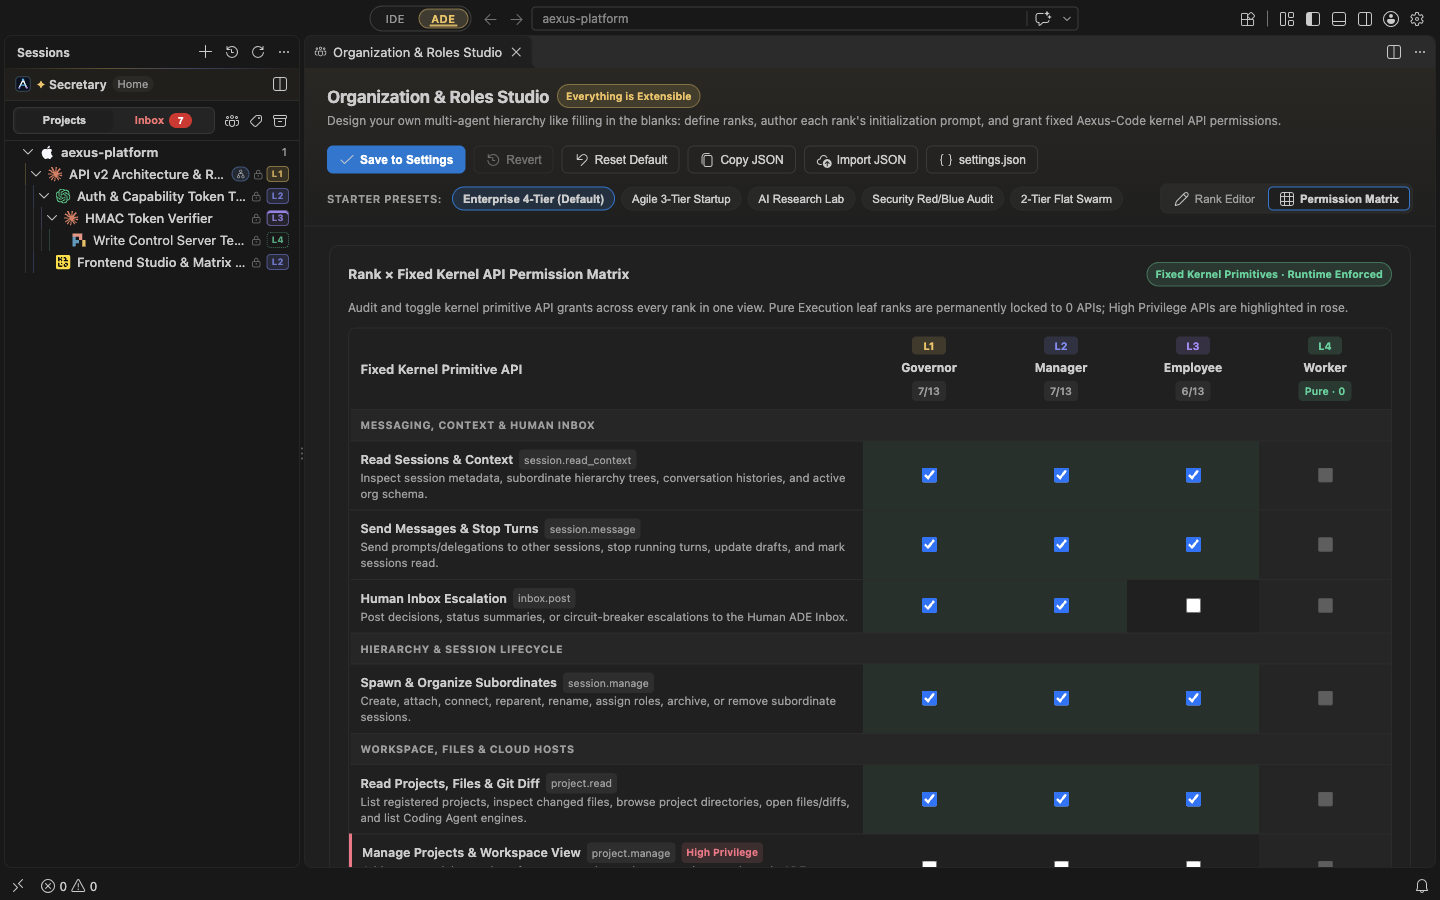 IDE ADE aexus-platform
Sessions
Secretary Home
Projects Inbox 7
aexus-platform 1
API v2 Architecture & R... L1
Auth & Capability Token T... L2
HMAC Token Verifier L3
Write Control Server Te... L4
Frontend Studio & Matrix ... L2
Organization & Roles Studio
Organization & Roles Studio Everything is Extensible
Design your own multi-agent hierarchy like filling in the blanks: define ranks, author each rank's initialization prompt, and grant fixed Aexus-Code kernel API permissions.
Save to Settings Revert Reset Default Copy JSON Import JSON { } settings.json
STARTER PRESETS: Enterprise 4-Tier (Default) Agile 3-Tier Startup AI Research Lab Security Red/Blue Audit 2-Tier Flat Swarm Rank Editor Permission Matrix
Rank × Fixed Kernel API Permission Matrix Fixed Kernel Primitives · Runtime Enforced
Audit and toggle kernel primitive API grants across every rank in one view. Pure Execution leaf ranks are permanently locked to 0 APIs; High Privilege APIs are highlighted in rose.
L1 L2 L3 L4
Fixed Kernel Primitive API Governor Manager Employee Worker
7/13 7/13 6/13 Pure · 0
MESSAGING, CONTEXT & HUMAN INBOX
Read Sessions & Context session.read_context
Inspect session metadata, subordinate hierarchy trees, conversation histories, and active
org schema.
Send Messages & Stop Turns session.message
Send prompts/delegations to other sessions, stop running turns, update drafts, and mark
sessions read.
Human Inbox Escalation inbox.post
Post decisions, status summaries, or circuit-breaker escalations to the Human ADE Inbox.
HIERARCHY & SESSION LIFECYCLE
Spawn & Organize Subordinates session.manage
Create, attach, connect, reparent, rename, assign roles, archive, or remove subordinate
sessions.
WORKSPACE, FILES & CLOUD HOSTS
Read Projects, Files & Git Diff project.read
List registered projects, inspect changed files, browse project directories, open files/diffs,
and list Coding Agent engines.
Manage Projects & Workspace View project.manage High Privilege
0 0